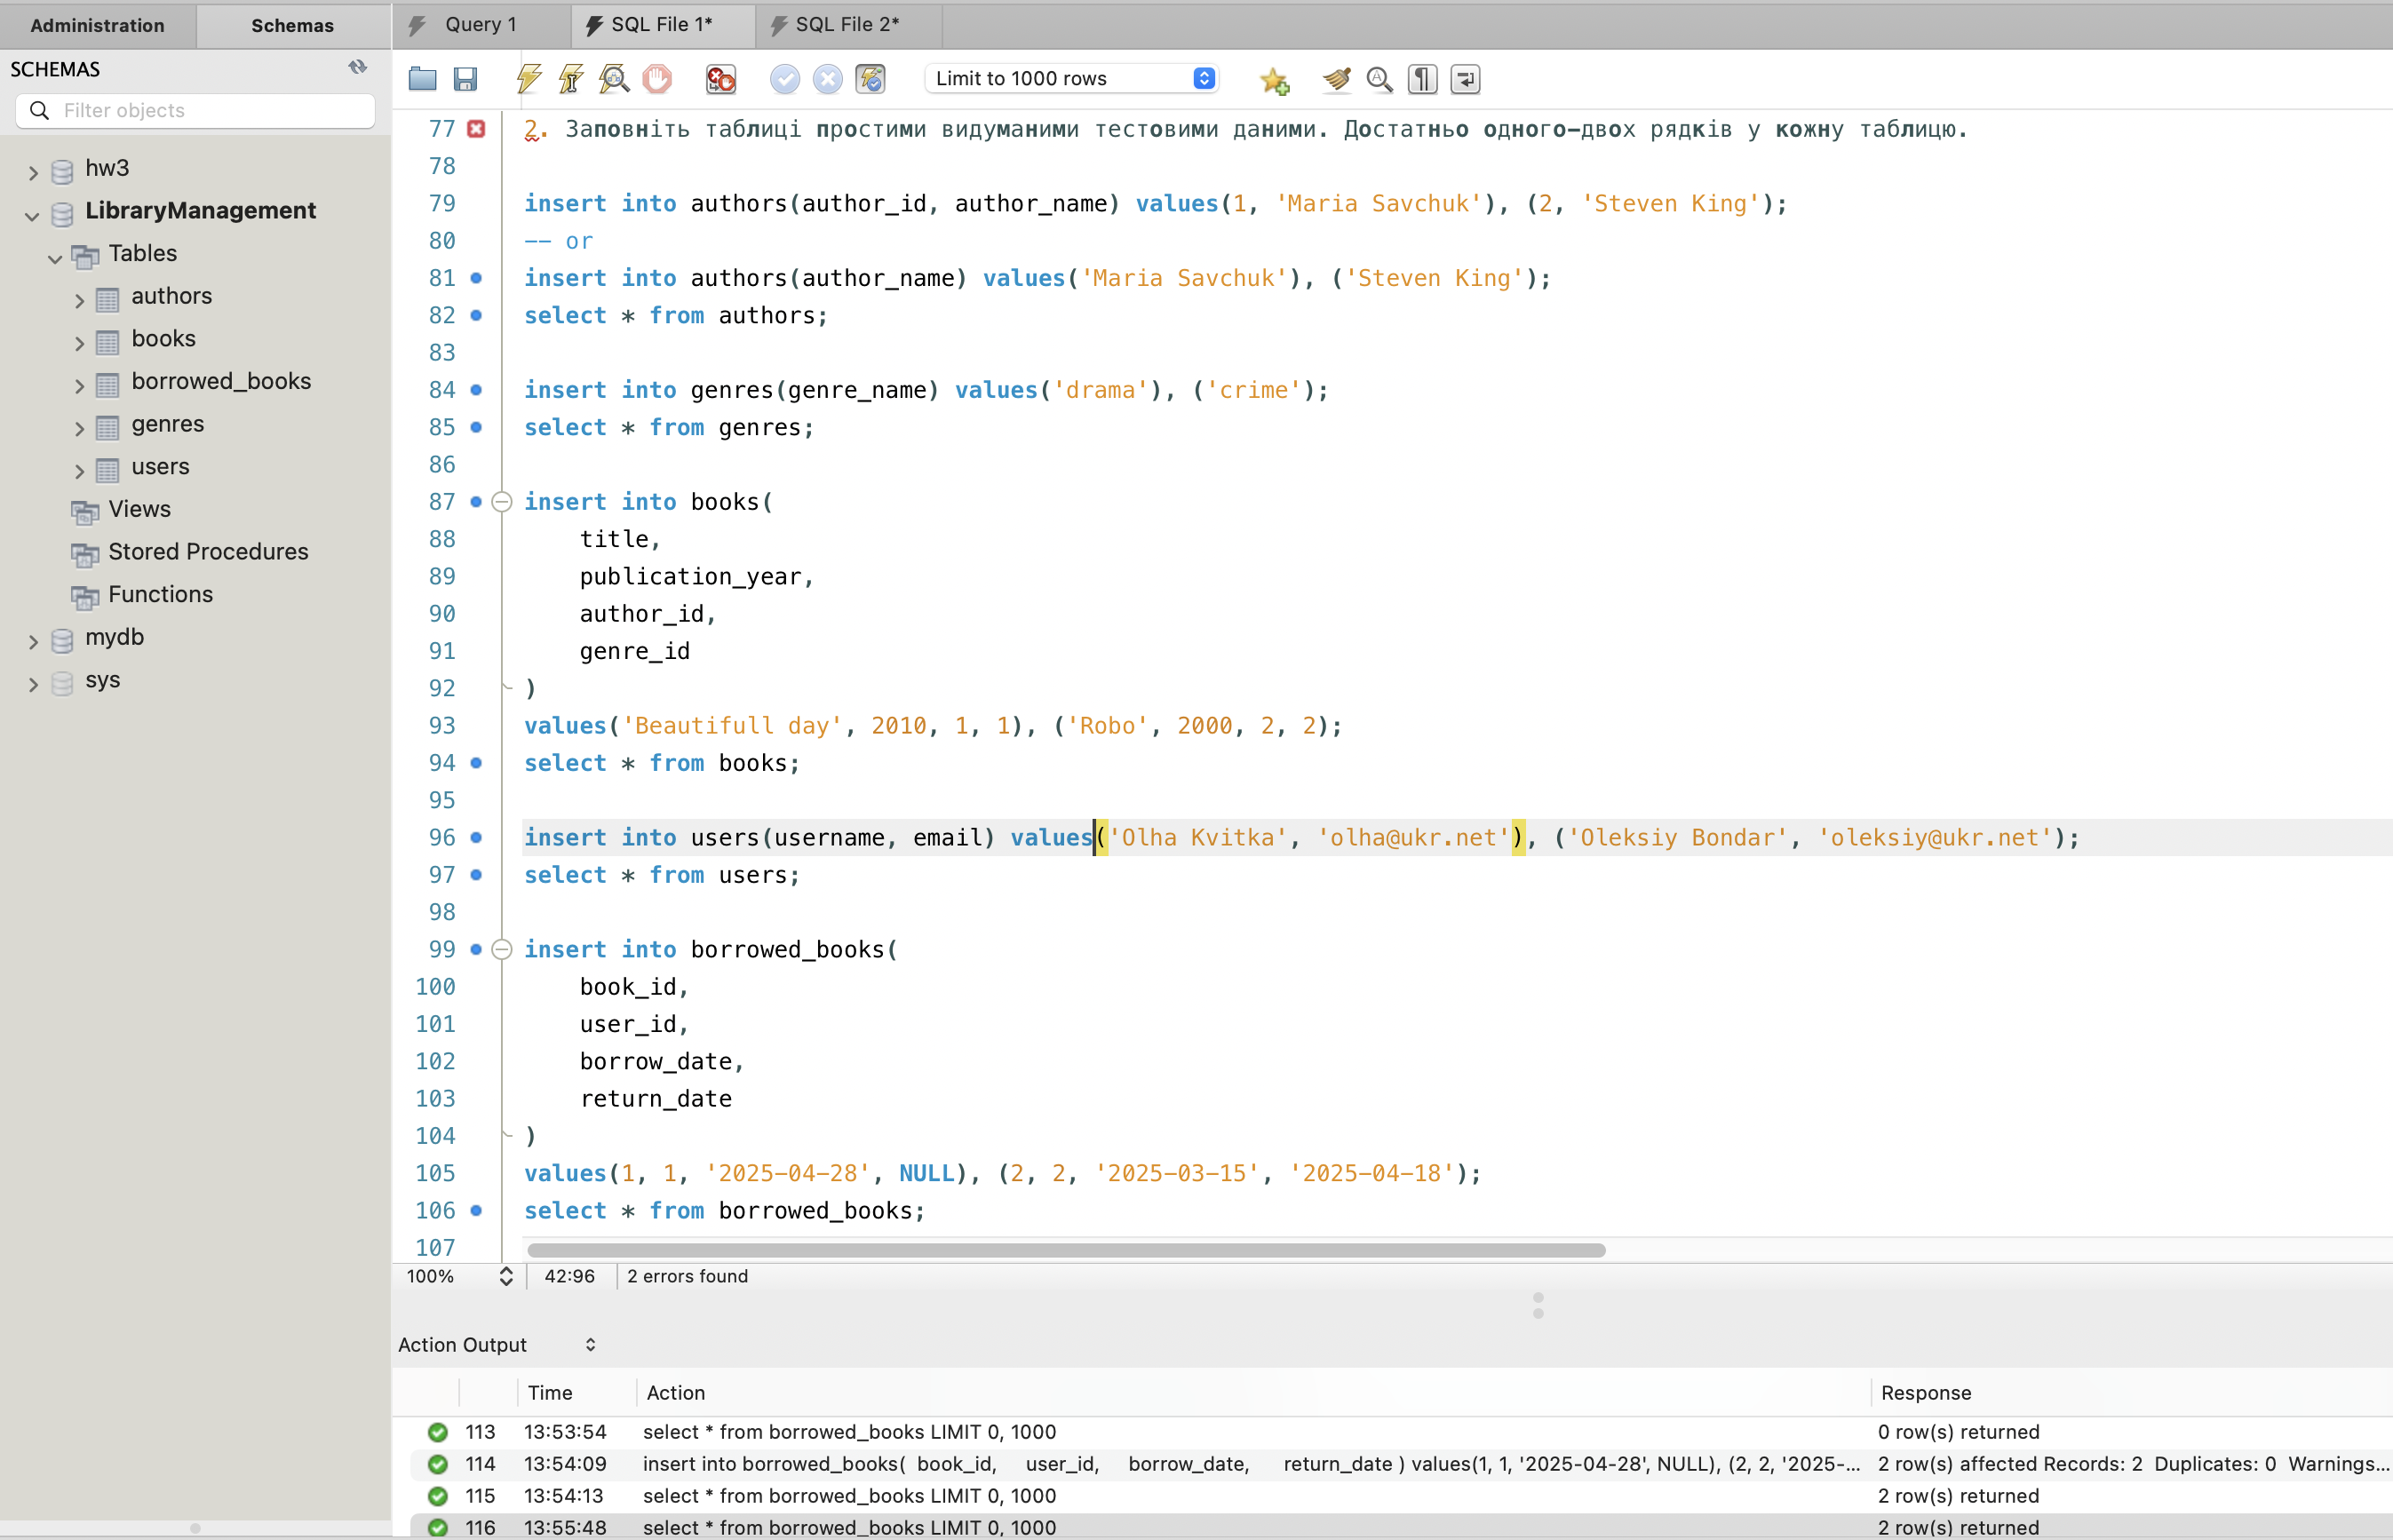 Administration
Schemas
Query 1
SQL File 1*
SQL File 2*
SCHEMAS
Filter objects
hw3
LibraryManagement
Tables
authors
books
borrowed_books
genres
users
Views
Stored Procedures
Functions
mydb
sys
Limit to 1000 rows
77 2. Заповніть таблиці простими видуманими тестовими даними. Достатньо одного-двох рядків у кожну таблицю.
78
79 insert into authors(author_id, author_name) values(1, 'Maria Savchuk'), (2, 'Steven King');
80 -- or
81 insert into authors(author_name) values('Maria Savchuk'), ('Steven King');
82 select * from authors;
83
84 insert into genres(genre_name) values('drama'), ('crime');
85 select * from genres;
86
87 insert into books(
88 title,
89 publication_year,
90 author_id,
91 genre_id
92 )
93 values('Beautifull day', 2010, 1, 1), ('Robo', 2000, 2, 2);
94 select * from books;
95
96 insert into users(username, email) values('Olha Kvitka', 'olha@ukr.net'), ('Oleksiy Bondar', 'oleksiy@ukr.net');
97 select * from users;
98
99 insert into borrowed_books(
100 book_id,
101 user_id,
102 borrow_date,
103 return_date
104 )
105 values(1, 1, '2025-04-28', NULL), (2, 2, '2025-03-15', '2025-04-18');
106 select * from borrowed_books;
107
100% 42:96 2 errors found
Action Output
Time Action Response
113 13:53:54 select * from borrowed_books LIMIT 0, 1000 0 row(s) returned
114 13:54:09 insert into borrowed_books( book_id, user_id, borrow_date, return_date ) values(1, 1, '2025-04-28', NULL), (2, 2, '2025-... 2 row(s) affected Records: 2 Duplicates: 0 Warnings...
115 13:54:13 select * from borrowed_books LIMIT 0, 1000 2 row(s) returned
116 13:55:48 select * from borrowed_books LIMIT 0, 1000 2 row(s) returned